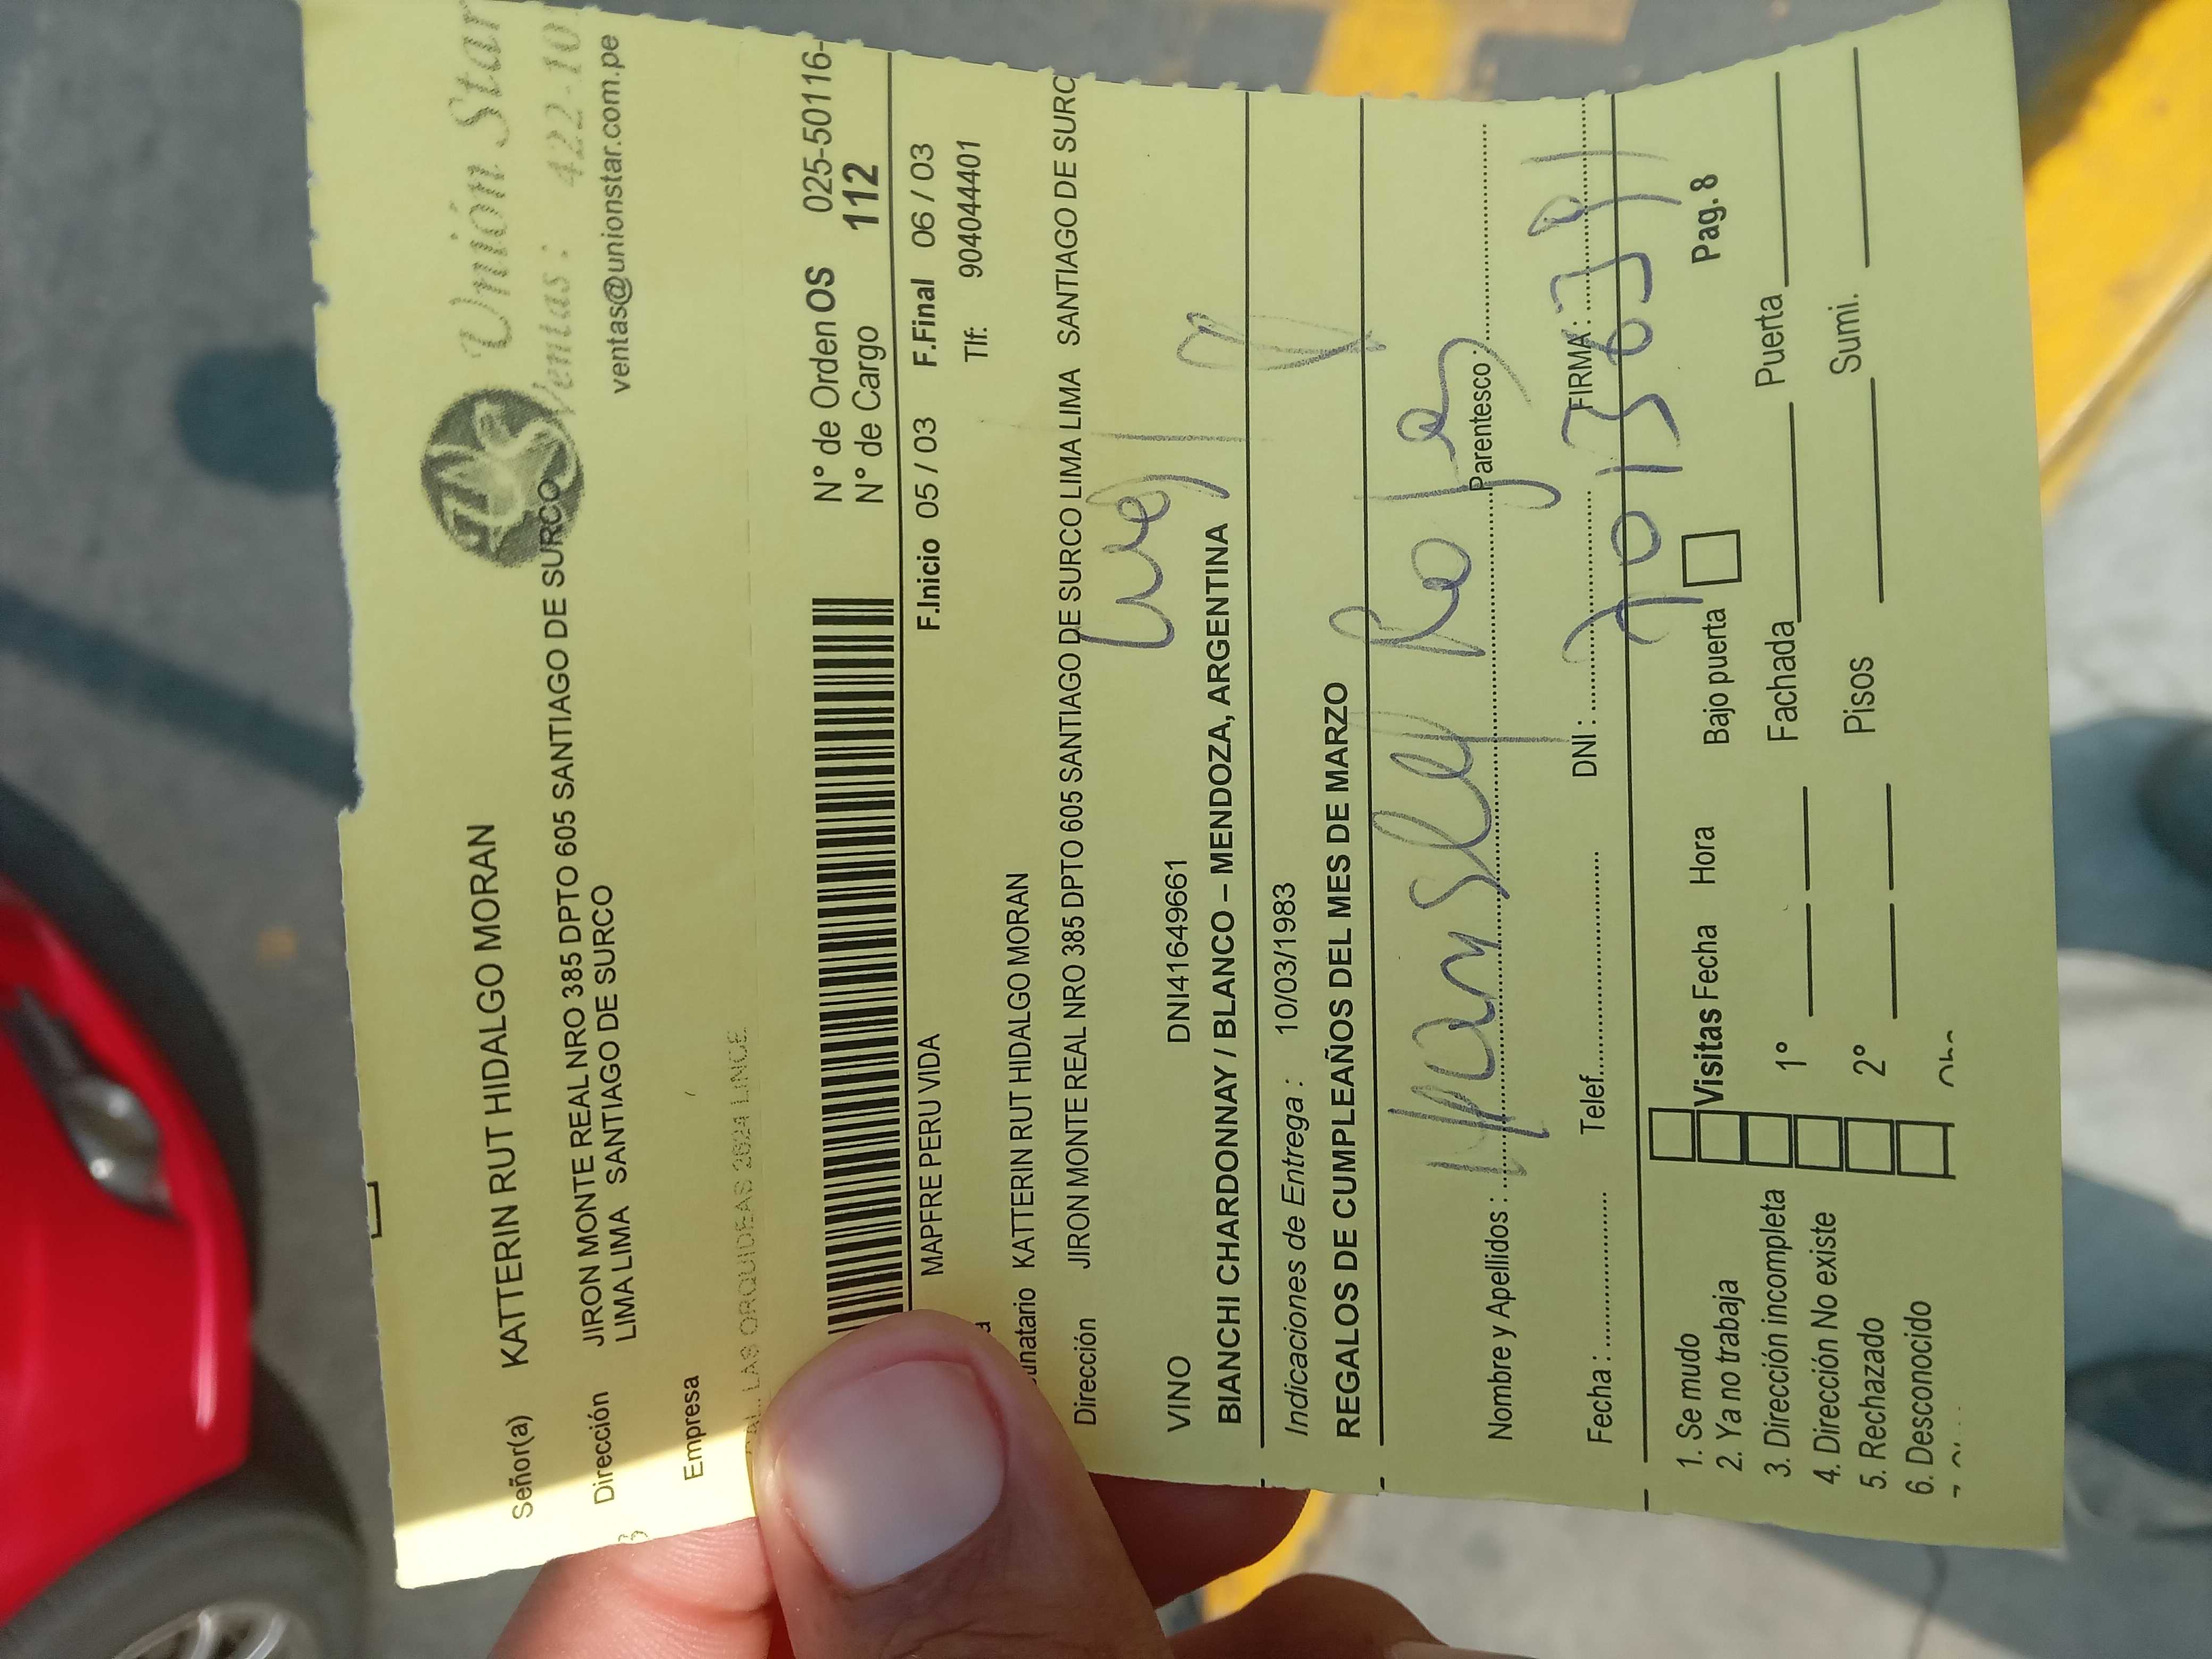 Unión Star
Ventas: 422-10
ventas@unionstar.com.pe
Señor(a) KATTERIN RUT HIDALGO MORAN
Dirección JIRON MONTE REAL NRO 385 DPTO 605 SANTIAGO DE SURCO
LIMA LIMA SANTIAGO DE SURCO
Empresa
LAS ORQUIDEAS 2624 LINCE
N° de Orden OS 025-50116-
N° de Cargo 112
MAPFRE PERU VIDA F.Inicio 05 / 03 F.Final 06 / 03
Tlf: 904044401
unatario KATTERIN RUT HIDALGO MORAN
Dirección JIRON MONTE REAL NRO 385 DPTO 605 SANTIAGO DE SURCO LIMA LIMA SANTIAGO DE SURC
VINO DNI41649661
BIANCHI CHARDONNAY / BLANCO – MENDOZA, ARGENTINA
Indicaciones de Entrega : 10/03/1983
REGALOS DE CUMPLEAÑOS DEL MES DE MARZO
Nombre y Apellidos : Rojas Parentesco :
Fecha : Telef. DNI : FIRMA :
1. Se mudo
2. Ya no trabaja
3. Dirección incompleta
4. Dirección No existe
5. Rechazado
6. Desconocido
Visitas Fecha Hora
1°
2°
Bajo puerta Pag. 8
Fachada Puerta
Pisos Sumi.